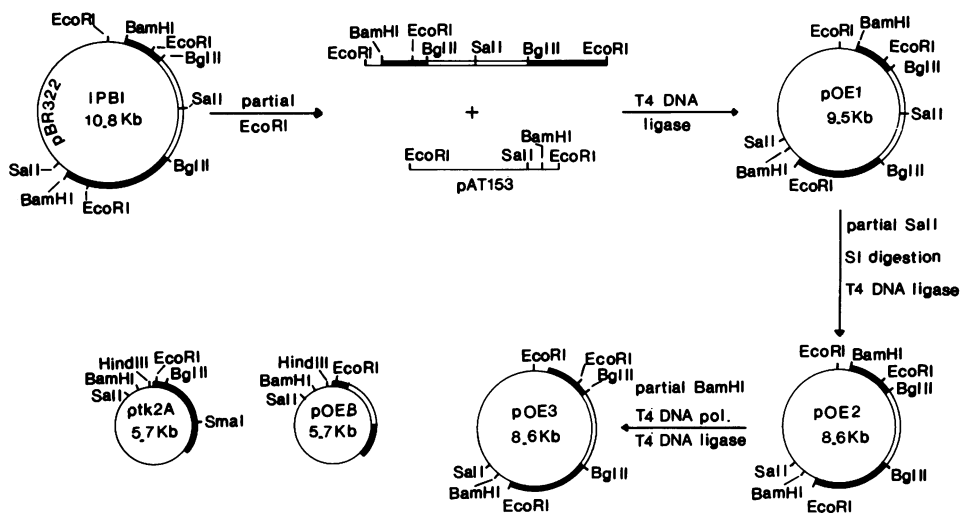 EcoRI
BamHI
EcoRI
BglII
SalI
BglII
EcoRI
BamHI
SalI
pBR322
IPBI
10.8 Kb
partial
EcoRI
EcoRI
BamHI
EcoRI
BglII
SalI
BglII
EcoRI
+
EcoRI
SalI
BamHI
EcoRI
pAT153
T4 DNA
ligase
EcoRI
BamHI
EcoRI
BglII
SalI
BglII
EcoRI
BamHI
SalI
pOE1
9.5Kb
partial SalI
SI digestion
T4 DNA ligase
EcoRI
BamHI
EcoRI
BglII
BglII
EcoRI
BamHI
SalI
pOE2
8.6Kb
partial BamHI
T4 DNA pol.
T4 DNA ligase
EcoRI
EcoRI
BglII
BglII
EcoRI
BamHI
SalI
pOE3
8.6Kb
HindIII
EcoRI
BglII
BamHI
SalI
SmaI
ptk2A
5.7Kb
HindIII
EcoRI
BamHI
SalI
pOEB
5.7Kb